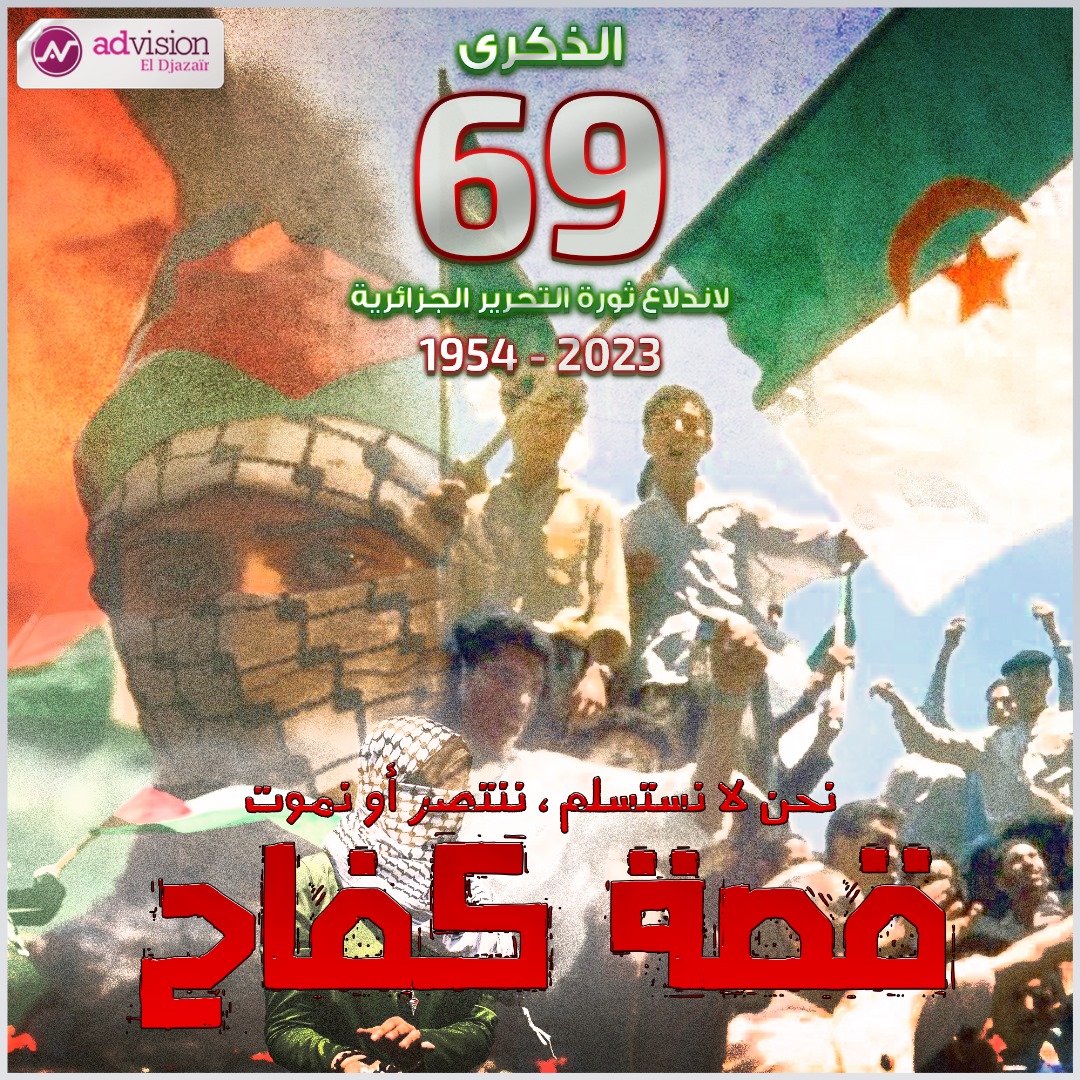 advision
El Djazaïr
الذكرى
69
لاندلاع ثورة التحرير الجزائرية
1954 - 2023
نحن لا نستسلم ، ننتصر أو نموت
قصة كفاح